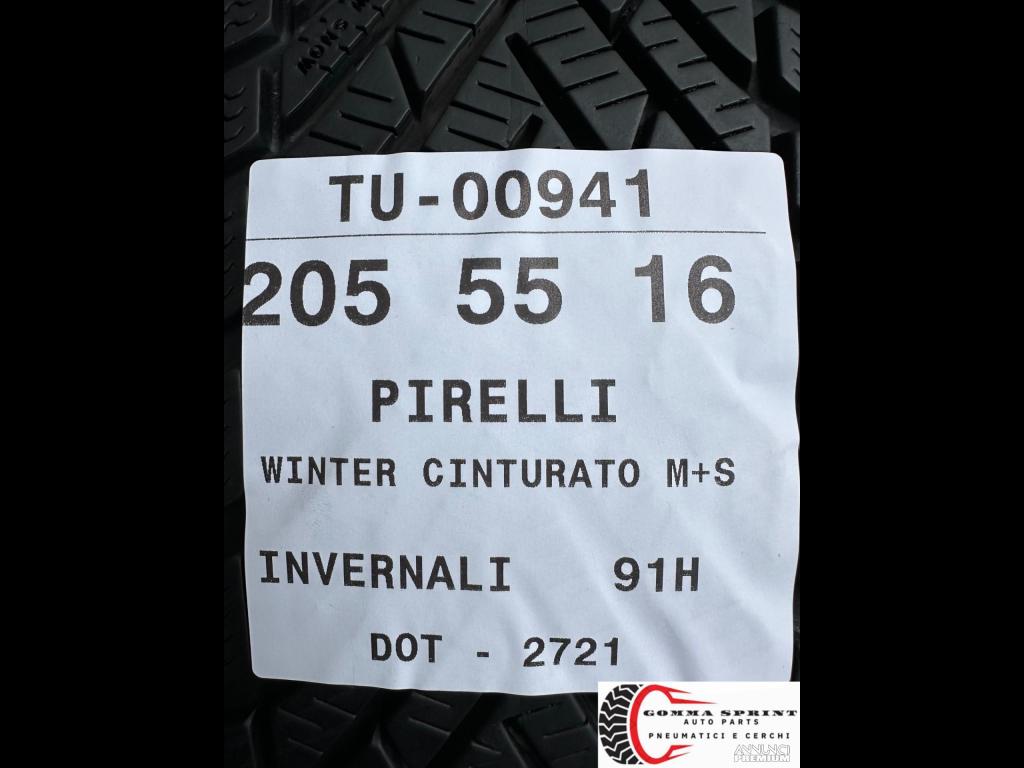 SNOW
TU-00941
205 55 16
PIRELLI
WINTER CINTURATO M+S
INVERNALI 91H
DOT - 2721
GOMMA SPRINT
AUTO PARTS
PNEUMATICI E CERCHI
ANNUNCI
PREMIUM